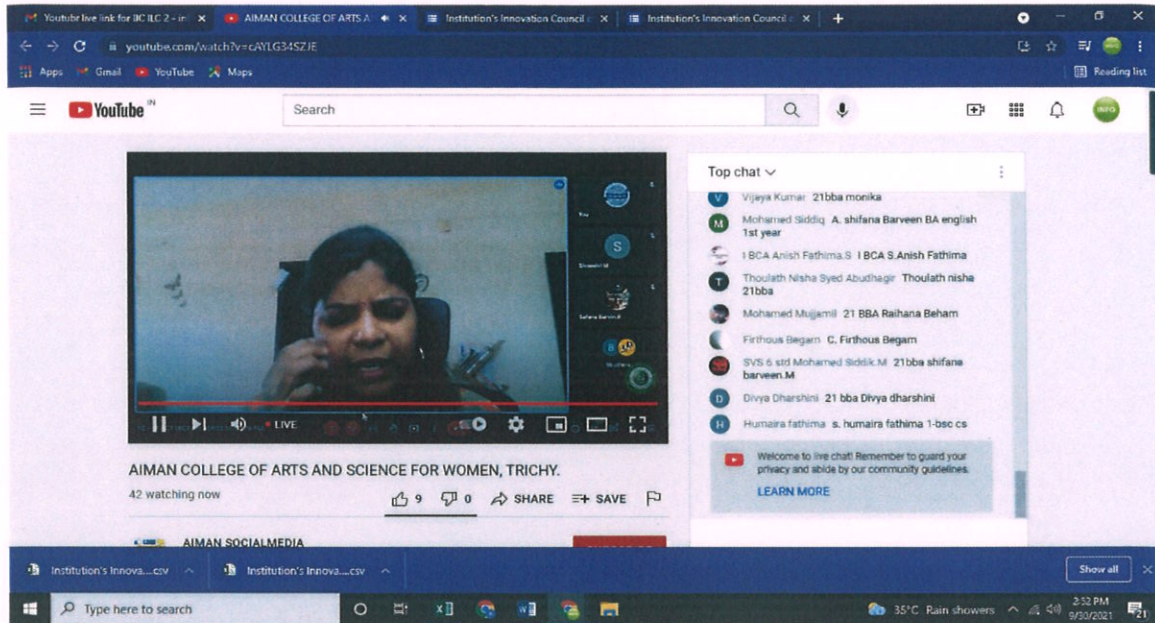 Youtube live link for IIC ILC 2 - in
AIMAN COLLEGE OF ARTS A
Institution's Innovation Council
Institution's Innovation Council
youtube.com/watch?v=cAYLG34SZJE
Apps Gmail YouTube Maps
Reading list
YouTube IN
Search
INFO
Top chat
Vijaya Kumar 21bba monika
Mohamed Siddiq A. shifana Barveen BA english
1st year
I BCA Anish Fathima.S I BCA S.Anish Fathima
Thoulath Nisha Syed Abudhagir Thoulath nisha
21bba
Mohamed Mujjamil 21 BBA Raihana Beham
Firthous Begam C. Firthous Begam
SVS 6 std Mohamed Siddik.M 21bba shifana
barveen.M
Divya Dharshini 21 bba Divya dharshini
Humaira fathima s. humaira fathima 1-bsc cs
Welcome to live chat! Remember to guard your
privacy and abide by our community guidelines.
LEARN MORE
LIVE
AIMAN COLLEGE OF ARTS AND SCIENCE FOR WOMEN, TRICHY.
42 watching now
9 0 SHARE SAVE
AIMAN SOCIALMEDIA
Institution's Innova....csv
Institution's Innova....csv
Show all
Type here to search
35°C Rain showers
2:32 PM
9/30/2021
21